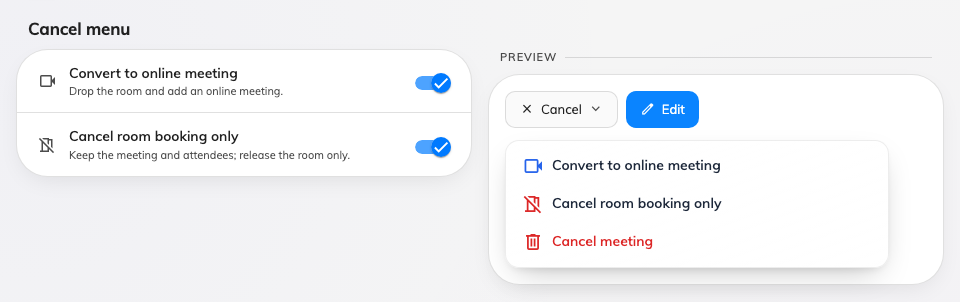 Cancel menu
Convert to online meeting
Drop the room and add an online meeting.
Cancel room booking only
Keep the meeting and attendees; release the room only.
PREVIEW
Cancel
Edit
Convert to online meeting
Cancel room booking only
Cancel meeting